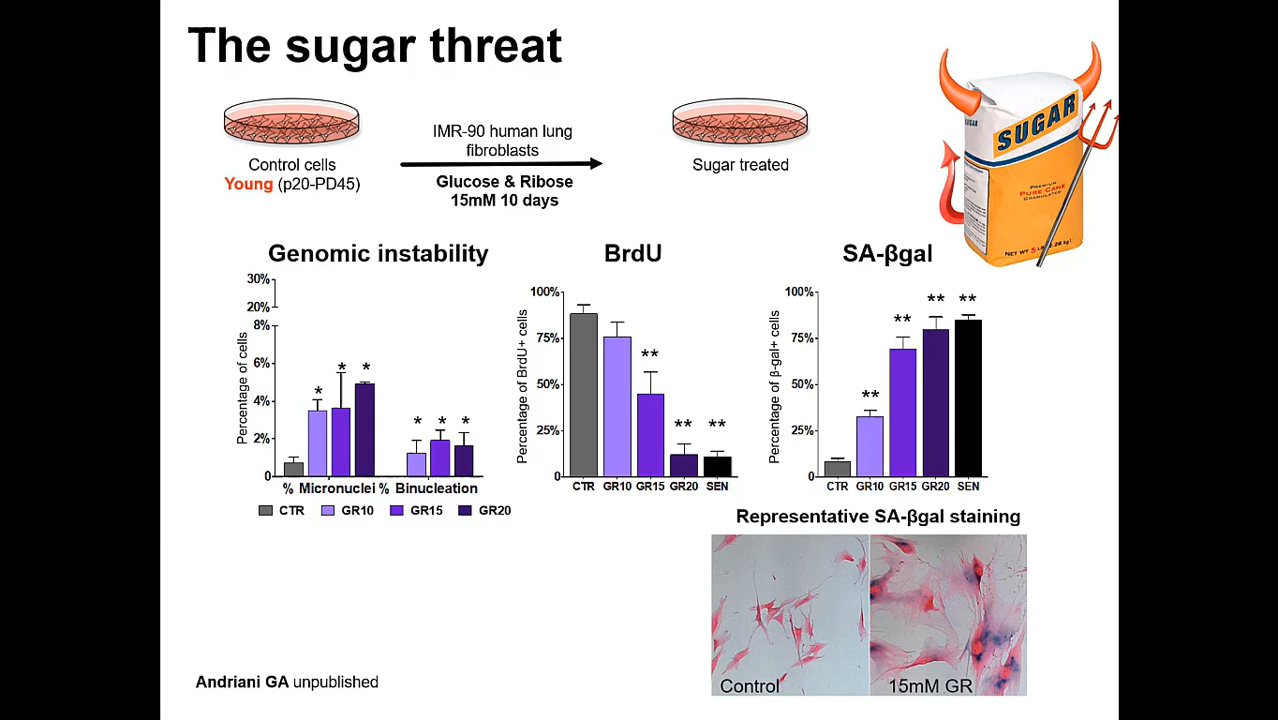 The sugar threat
Control cells
Young (p20-PD45)
IMR-90 human lung
fibroblasts
Glucose & Ribose
15mM 10 days
Sugar treated
SUGAR
PREMIUM
PURE CANE
GRANULATED
Genomic instability
Percentage of cells
30%
20%
8%
6%
4%
2%
0
* * *
* * *
% Micronuclei % Binucleation
CTR GR10 GR15 GR20
BrdU
Percentage of BrdU+ cells
100%
75%
50%
25%
0
** ** **
CTR GR10 GR15 GR20 SEN
SA-βgal
Percentage of β-gal+ cells
100%
75%
50%
25%
0
** ** ** **
CTR GR10 GR15 GR20 SEN
Representative SA-βgal staining
Control
15mM GR
Andriani GA unpublished